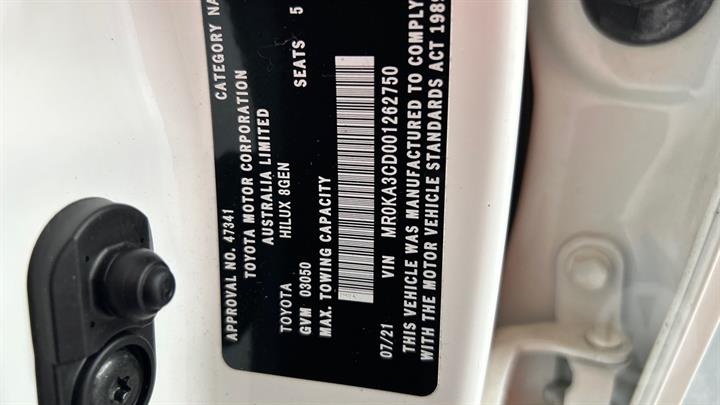 APPROVAL NO. 47341 CATEGORY NA
TOYOTA MOTOR CORPORATION
AUSTRALIA LIMITED
TOYOTA HILUX 8GEN
GVM 03050 SEATS 5
MAX. TOWING CAPACITY
07/21 VIN MR0KA3CD001262750
THIS VEHICLE WAS MANUFACTURED TO COMPLY
WITH THE MOTOR VEHICLE STANDARDS ACT 1989